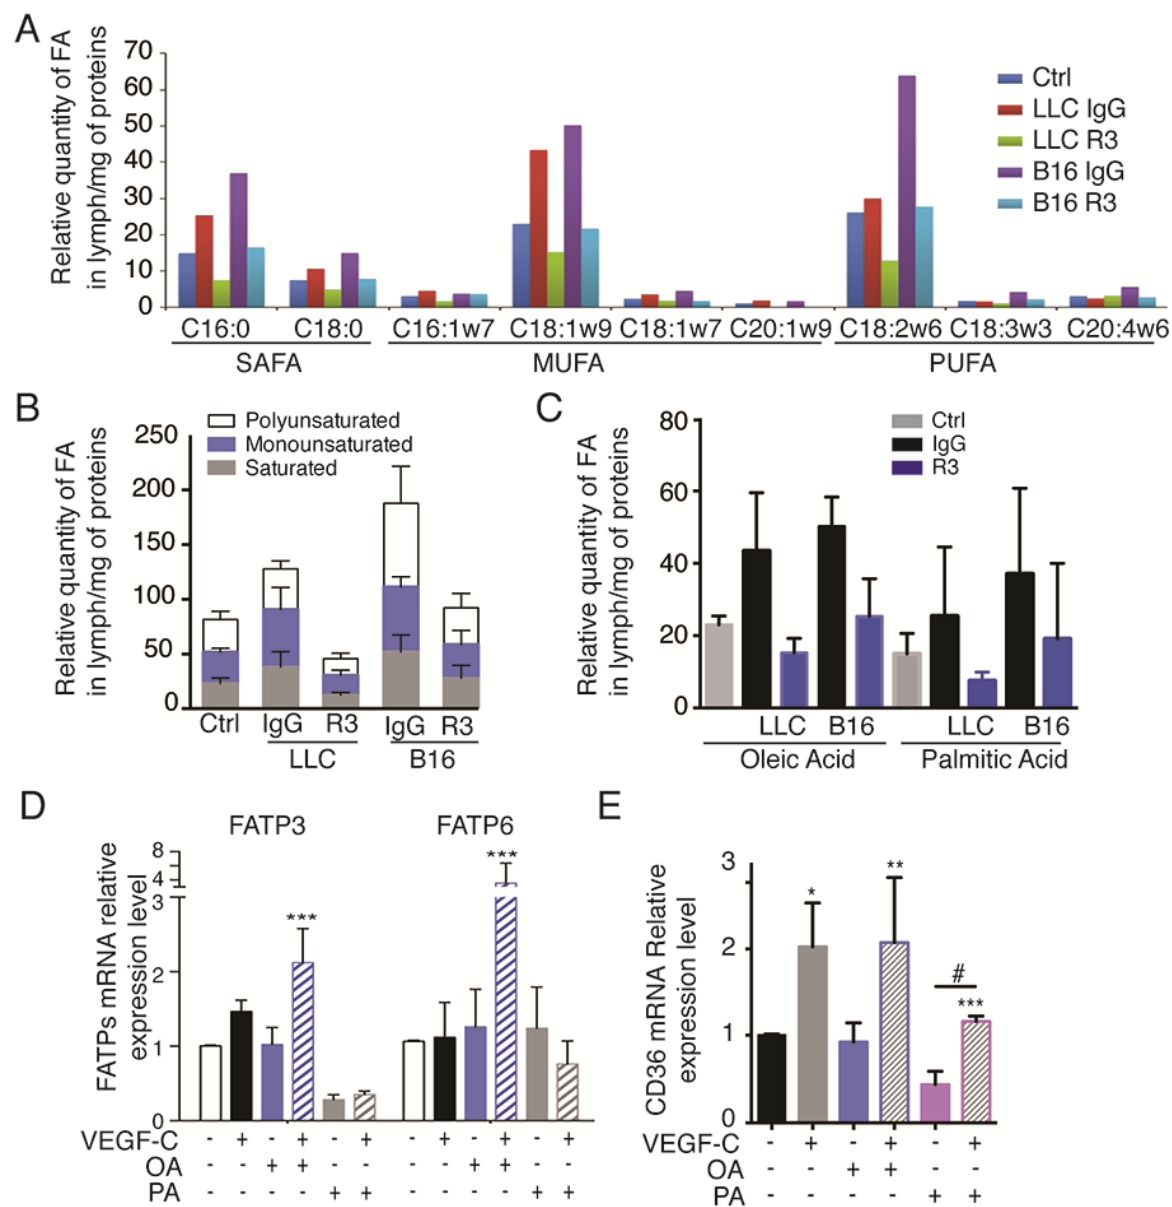 A
Relative quantity of FA
in lymph/mg of proteins
70
60
50
40
30
20
10
0
Ctrl
LLC IgG
LLC R3
B16 IgG
B16 R3
C16:0 C18:0 C16:1w7 C18:1w9 C18:1w7 C20:1w9 C18:2w6 C18:3w3 C20:4w6
SAFA MUFA PUFA
B
Relative quantity of FA
in lymph/mg of proteins
Polyunsaturated
Monounsaturated
Saturated
250
200
150
100
50
0
Ctrl IgG R3 IgG R3
LLC B16
C
Relative quantity of FA
in lymph/mg of proteins
80
60
40
20
0
Ctrl
IgG
R3
LLC B16 LLC B16
Oleic Acid Palmitic Acid
D
FATP3 FATP6
FATPs mRNA relative
expression level
8
4
3
2
1
0
*** ***
VEGF-C - + - + - + - + - + - +
OA - - + + - - - - + + - -
PA - - - - + + - - - - + +
E
CD36 mRNA Relative
expression level
3
2
1
0
* ** # ***
VEGF-C - + - + - +
OA - - + + - -
PA - - - - + +